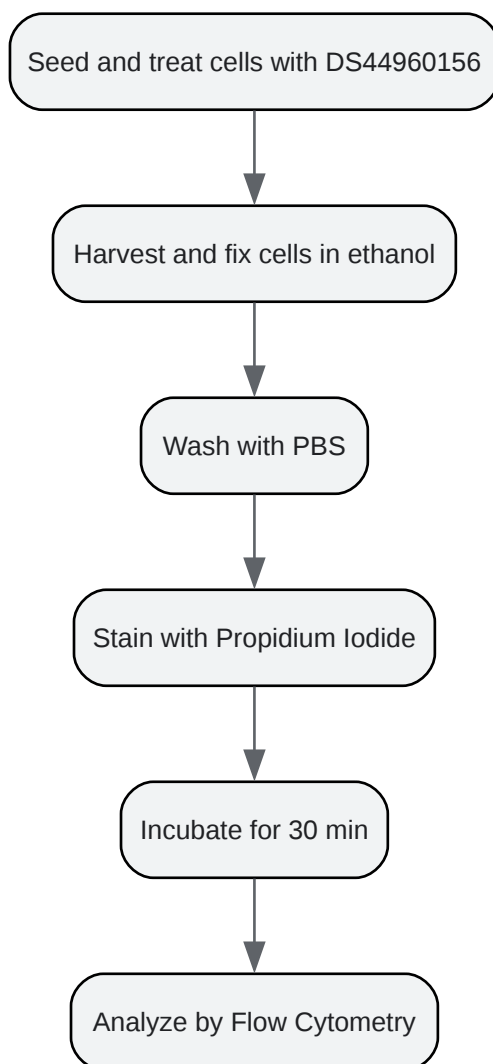 Seed and treat cells with DS44960156
Harvest and fix cells in ethanol
Wash with PBS
Stain with Propidium Iodide
Incubate for 30 min
Analyze by Flow Cytometry